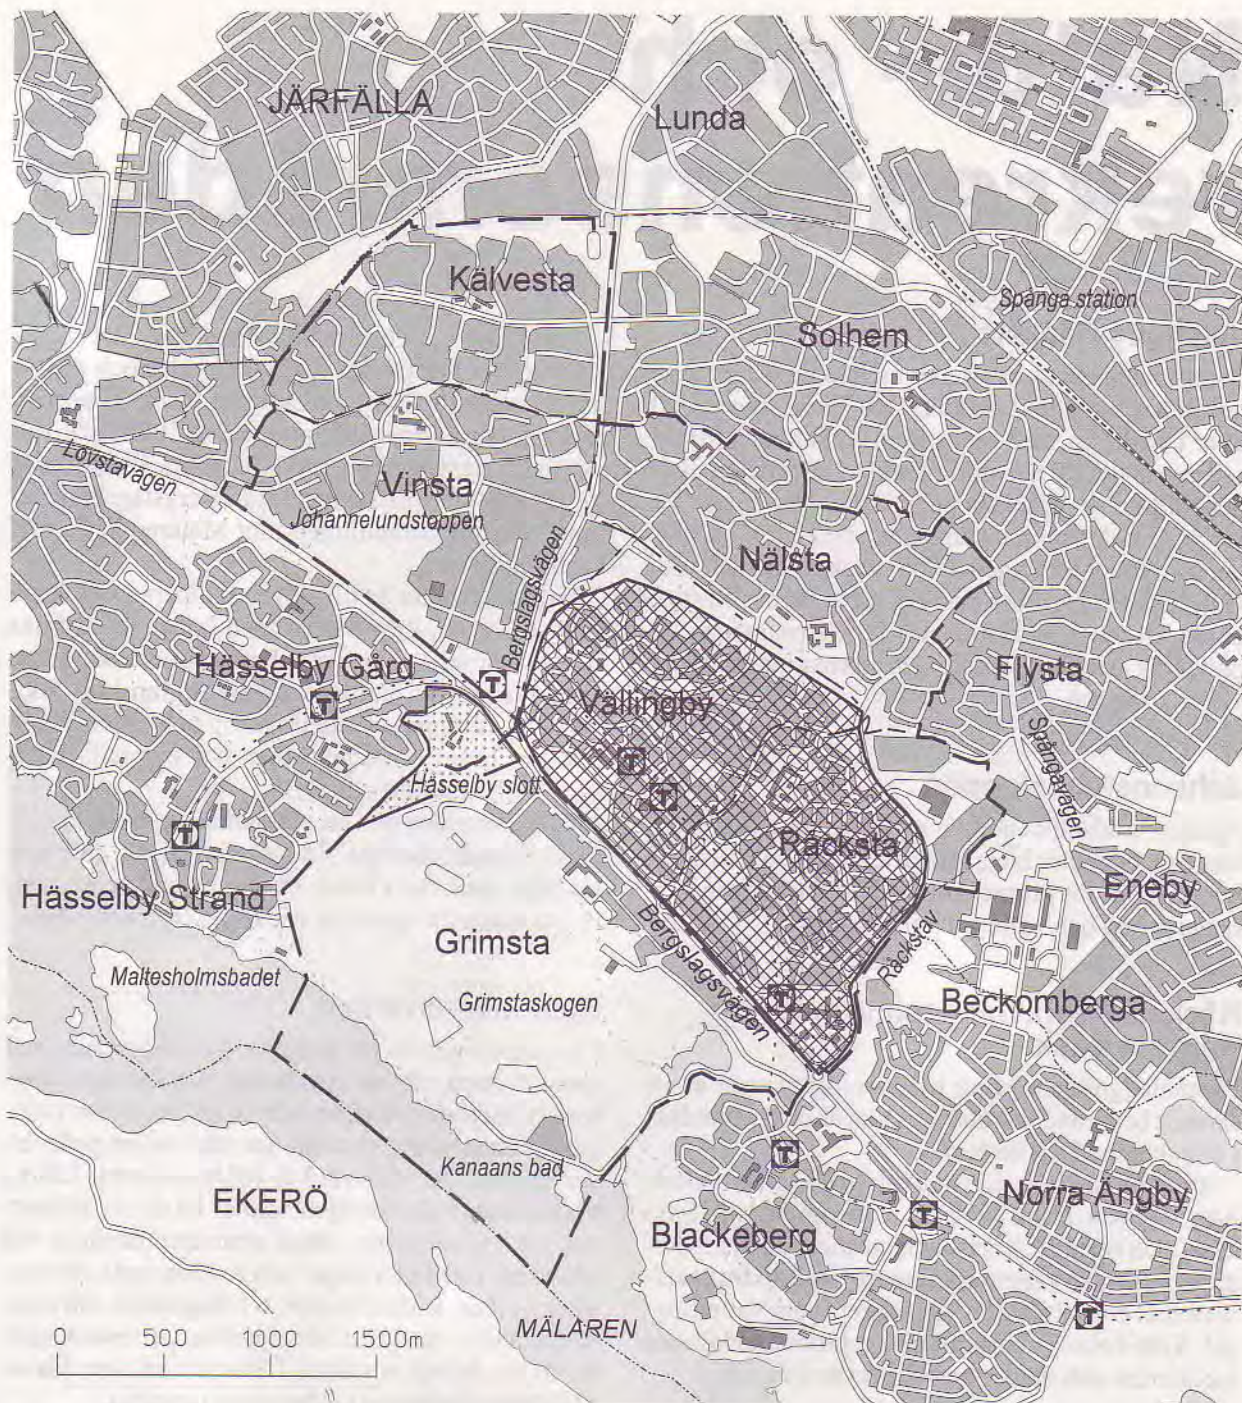 JÄRFÄLLA
Lunda
Kälvesta
Spånga station
Solhem
Lövstavägen
Vinsta
Johannelundstoppen
Bergslagsvägen
Nälsta
Hässelby Gård
T
T
Vällingby
Flysta
Spångavägen
T
T
Hässelby slott
T
Råcksta
Hässelby Strand
Eneby
Grimsta
Bergslagsvägen
Råckstav
Maltesholmsbadet
Grimstaskogen
T
Beckomberga
Kanaans bad
T
EKERÖ
Norra Ängby
T
Blackeberg
T
MÄLAREN
0 500 1000 1500m